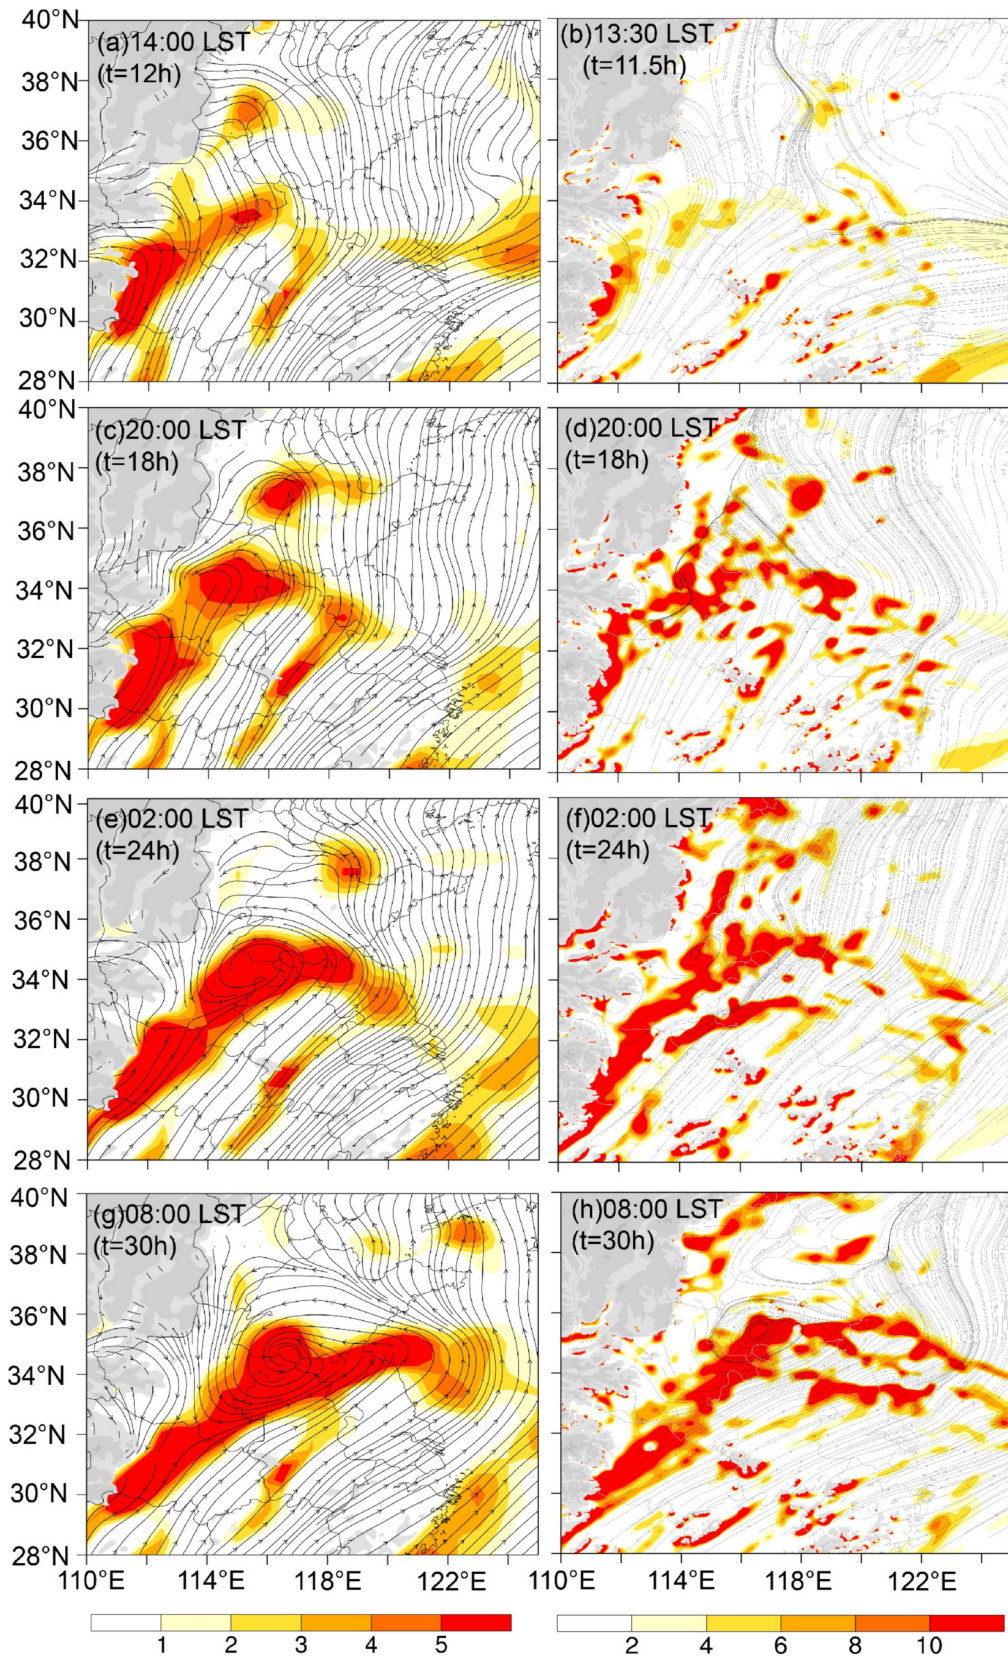 40°N
38°N
36°N
34°N
32°N
30°N
28°N
(a)14:00 LST
(t=12h)
(b)13:30 LST
(t=11.5h)
40°N
38°N
36°N
34°N
32°N
30°N
28°N
(c)20:00 LST
(t=18h)
(d)20:00 LST
(t=18h)
40°N
38°N
36°N
34°N
32°N
30°N
28°N
(e)02:00 LST
(t=24h)
(f)02:00 LST
(t=24h)
40°N
38°N
36°N
34°N
32°N
30°N
28°N
(g)08:00 LST
(t=30h)
(h)08:00 LST
(t=30h)
110°E 114°E 118°E 122°E
110°E 114°E 118°E 122°E
1 2 3 4 5
2 4 6 8 10